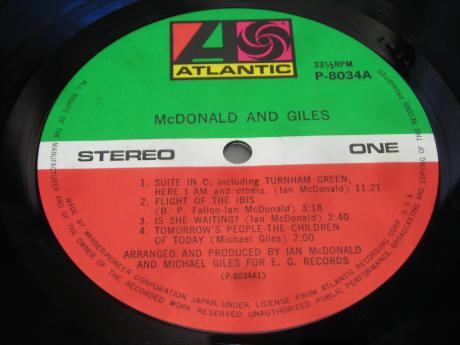 ATLANTIC
33⅓RPM
P-8034A
McDONALD AND GILES
STEREO
ONE
1. SUITE IN C; including TURNHAM GREEN,
HERE I AM and others. (Ian McDonald) 11:21
2. FLIGHT OF THE IBIS
(B. P. Fallon-Ian McDonald) 3:18
3. IS SHE WAITING? (Ian McDonald) 2:40
4. TOMORROW'S PEOPLE-THE CHILDREN
OF TODAY (Michael Giles) 7:00
ARRANGED AND PRODUCED BY IAN McDONALD
AND MICHAEL GILES FOR E. G. RECORDS
(P-8034A1)
ALL RIGHTS OF THE MANUFACTURER AND OF THE OWNER OF THE RECORDED WORK RESERVED UNAUTHORIZED PUBLIC PERFORMANCE, BROADCASTING AND COPYING OF THIS RECORD PROHIBITED
MADE BY WARNER-PIONEER CORPORATION, JAPAN, UNDER LICENSE FROM ATLANTIC RECORDING CORP. U.S.A.